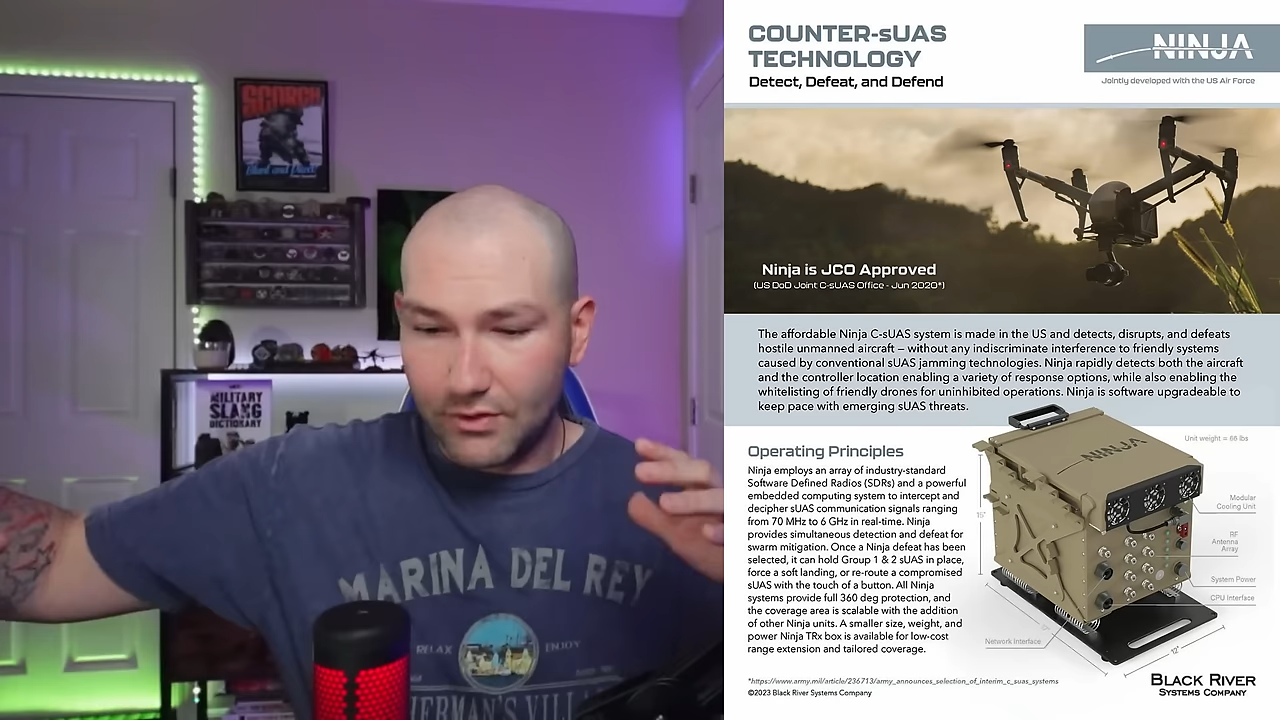 SCORCH
MILITARY
SLANG
DICTIONARY
MARINA DEL REY
RELAX
ENJOY
FISHERMAN'S VILL
COUNTER-sUAS
TECHNOLOGY
Detect, Defeat, and Defend
NINJA
Jointly developed with the US Air Force
Ninja is JCO Approved
(US DoD Joint C-sUAS Office - Jun 2020*)
The affordable Ninja C-sUAS system is made in the US and detects, disrupts, and defeats
hostile unmanned aircraft – without any indiscriminate interference to friendly systems
caused by conventional sUAS jamming technologies. Ninja rapidly detects both the aircraft
and the controller location enabling a variety of response options, while also enabling the
whitelisting of friendly drones for uninhibited operations. Ninja is software upgradeable to
keep pace with emerging sUAS threats.
Operating Principles
Ninja employs an array of industry-standard
Software Defined Radios (SDRs) and a powerful
embedded computing system to intercept and
decipher sUAS communication signals ranging
from 70 MHz to 6 GHz in real-time. Ninja
provides simultaneous detection and defeat for
swarm mitigation. Once a Ninja defeat has been
selected, it can hold Group 1 & 2 sUAS in place,
force a soft landing, or re-route a compromised
sUAS with the touch of a button. All Ninja
systems provide full 360 deg protection, and
the coverage area is scalable with the addition
of other Ninja units. A smaller size, weight, and
power Ninja TRx box is available for low-cost
range extension and tailored coverage.
NINJA
Unit weight = 68 lbs
Modular
Cooling Unit
RF
Antenna
Array
System Power
CPU Interface
Network Interface
15"
12"
*https://www.army.mil/article/236713/army_announces_selection_of_interim_c_suas_systems
©2023 Black River Systems Company
BLACK RIVER
SYSTEMS COMPANY